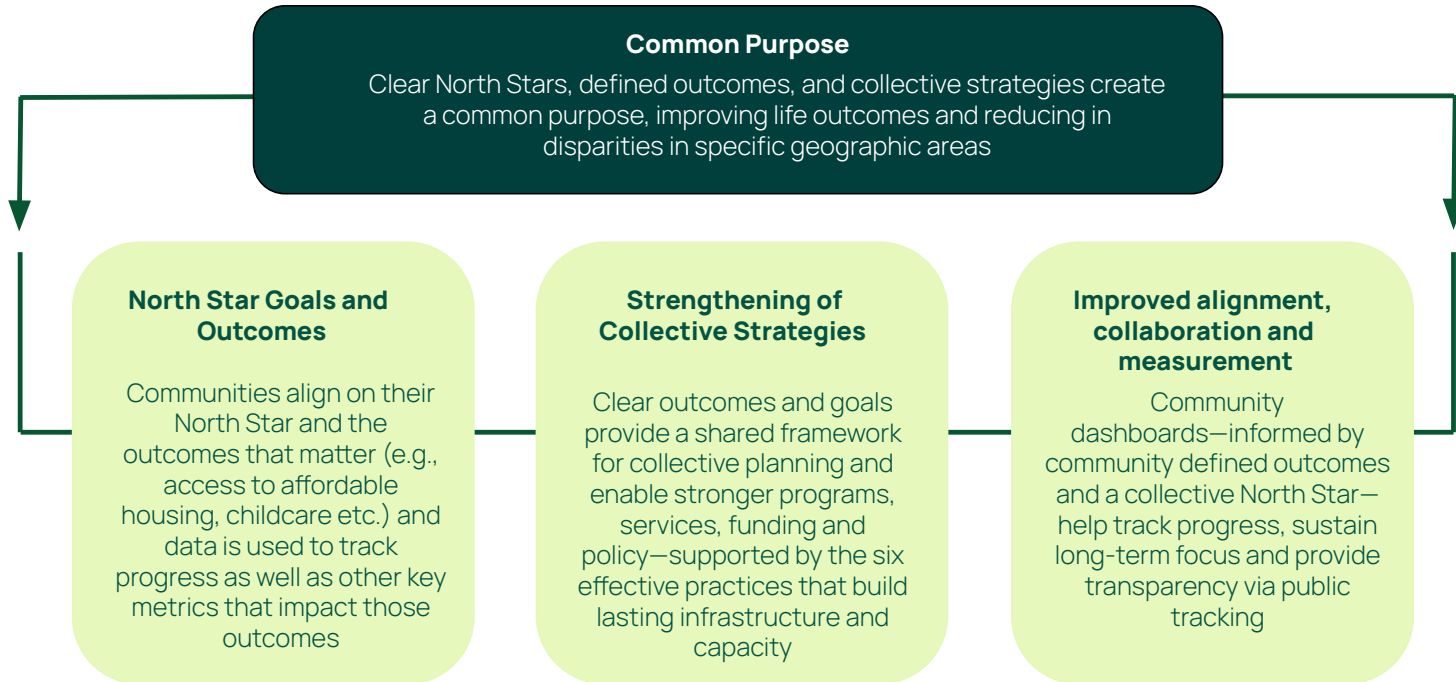 Common Purpose
Clear North Stars, defined outcomes, and collective strategies create
a common purpose, improving life outcomes and reducing in
disparities in specific geographic areas
North Star Goals and
Outcomes
Communities align on their
North Star and the
outcomes that matter (e.g.,
access to affordable
housing, childcare etc.) and
data is used to track
progress as well as other key
metrics that impact those
outcomes
Strengthening of
Collective Strategies
Clear outcomes and goals
provide a shared framework
for collective planning and
enable stronger programs,
services, funding and
policy—supported by the six
effective practices that build
lasting infrastructure and
capacity
Improved alignment,
collaboration and
measurement
Community
dashboards—informed by
community defined outcomes
and a collective North Star—
help track progress, sustain
long-term focus and provide
transparency via public
tracking